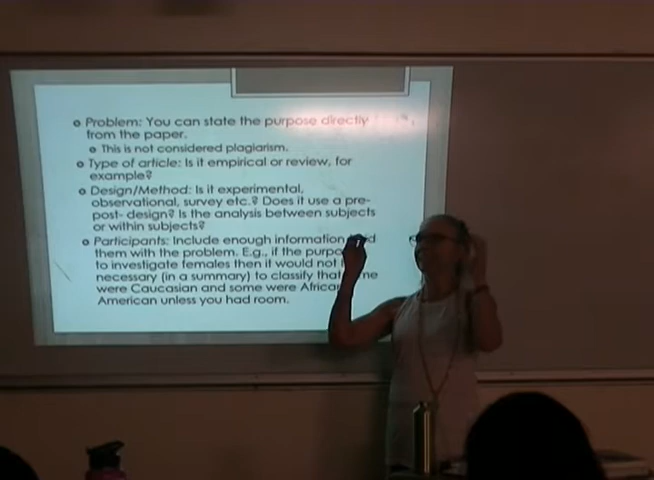 Problem: You can state the purpose directly
from the paper.
This is not considered plagiarism.
Type of article: Is it empirical or review, for
example?
Design/Method: Is it experimental,
observational, survey etc.? Does it use a pre-
post- design? Is the analysis between subjects
or within subjects?
Participants: Include enough information
them with the problem. E.g., if the
to investigate females then it would not
necessary (in a summary) to classify that
were Caucasian and some were
American unless you had room.